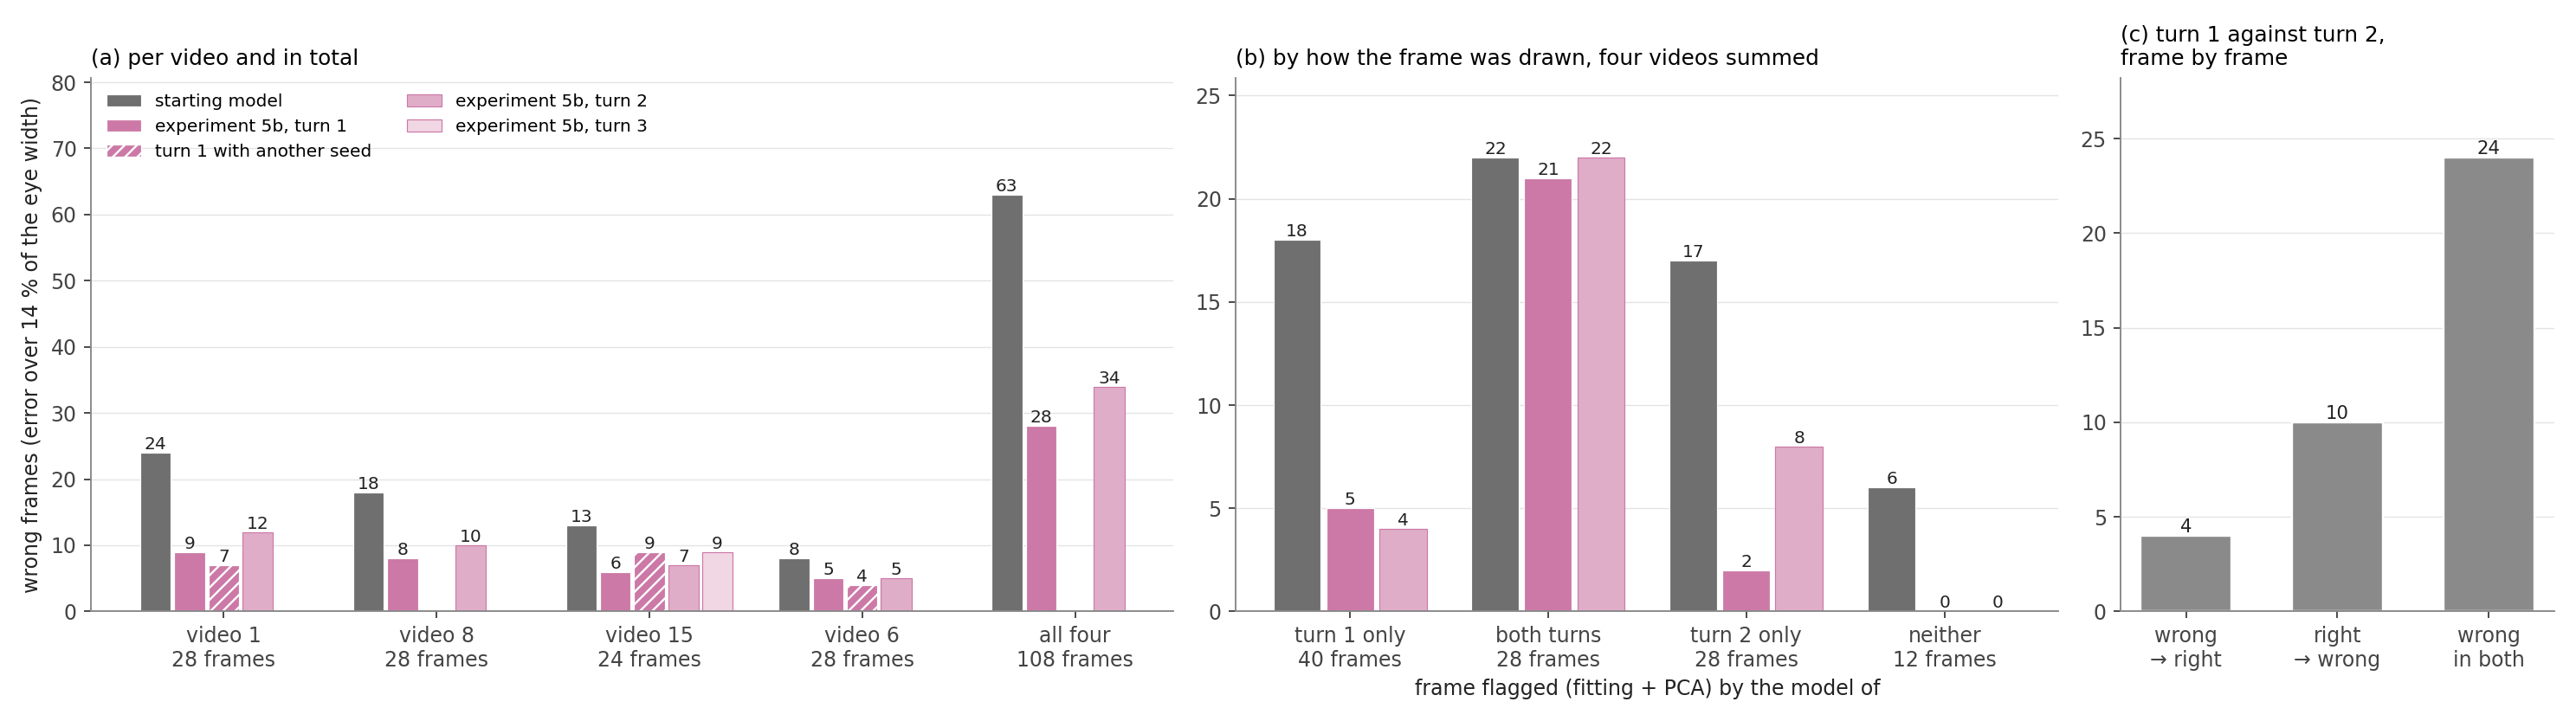 (a) per video and in total
wrong frames (error over 14 % of the eye width)
80
70
60
50
40
30
20
10
0
starting model
experiment 5b, turn 1
turn 1 with another seed
experiment 5b, turn 2
experiment 5b, turn 3
24
9
7
12
18
8
10
13
6
9
7
9
8
5
4
5
63
28
34
video 1
28 frames
video 8
28 frames
video 15
24 frames
video 6
28 frames
all four
108 frames
(b) by how the frame was drawn, four videos summed
25
20
15
10
5
0
18
5
4
22
21
22
17
2
8
6
0
0
turn 1 only
40 frames
both turns
28 frames
turn 2 only
28 frames
neither
12 frames
frame flagged (fitting + PCA) by the model of
(c) turn 1 against turn 2,
frame by frame
25
20
15
10
5
0
4
10
24
wrong
→ right
right
→ wrong
wrong
in both